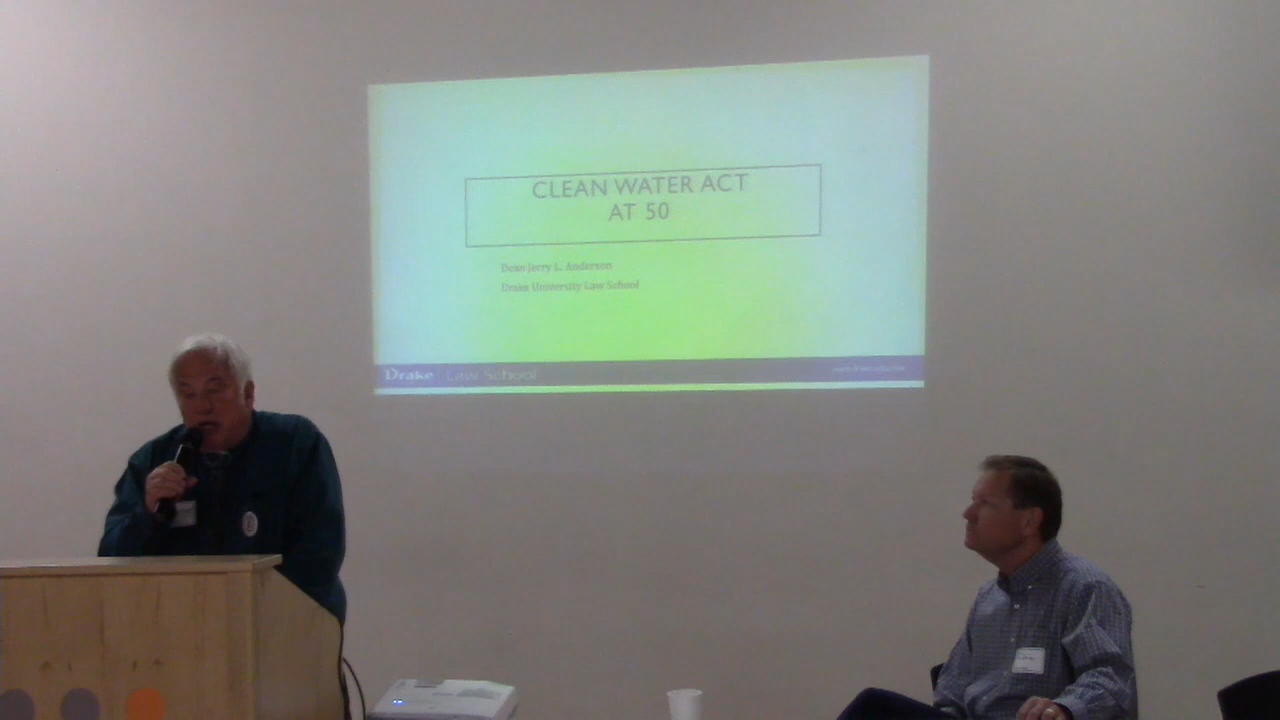 CLEAN WATER ACT
AT 50
Dean Jerry L. Anderson
Drake University Law School
Drake Law School